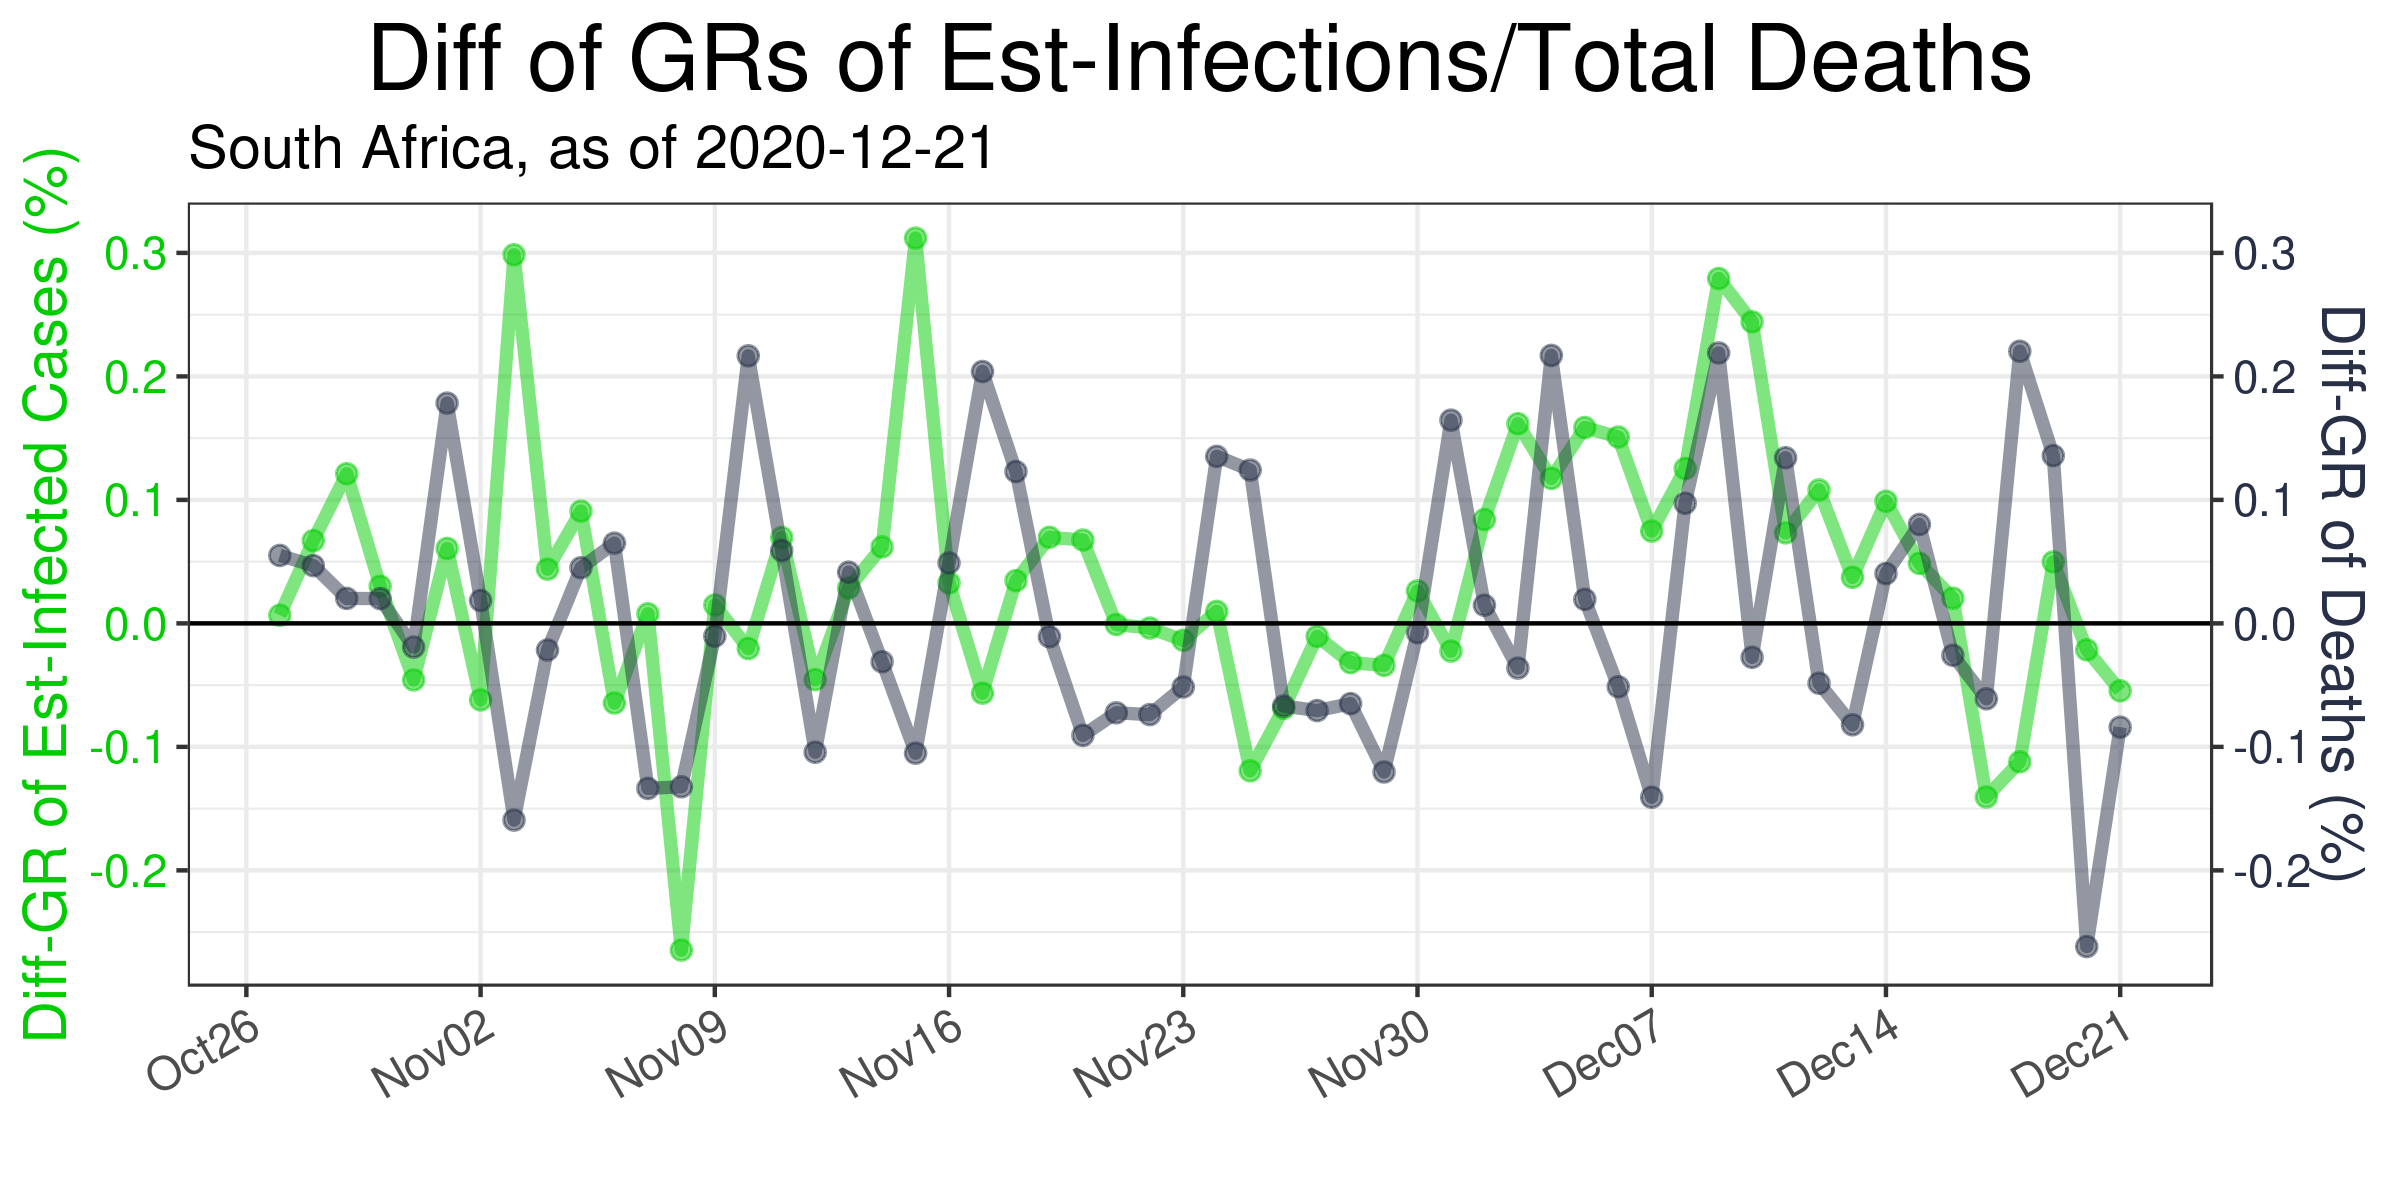 Diff of GRs of Est-Infections/Total Deaths
South Africa, as of 2020-12-21
Diff-GR of Est-Infected Cases (%)
0.3
0.2
0.1
0.0
-0.1
-0.2
0.3
0.2
0.1
0.0
-0.1
-0.2
Diff-GR of Deaths (%)
Oct26
Nov02
Nov09
Nov16
Nov23
Nov30
Dec07
Dec14
Dec21